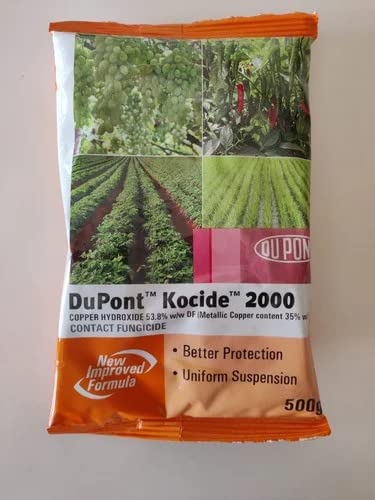 DU PONT
DuPont™ Kocide™ 2000
COPPER HYDROXIDE 53.8% w/w DF (Metallic Copper content 35% w/
CONTACT FUNGICIDE
New
Improved
Formula
• Better Protection
• Uniform Suspension
500g